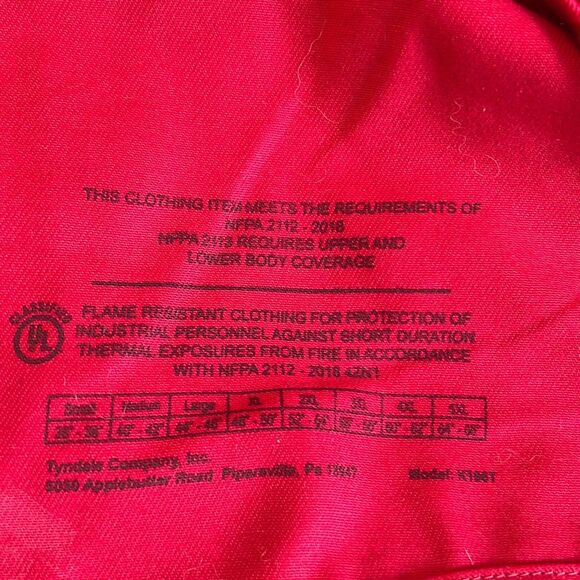 THIS CLOTHING ITEM MEETS THE REQUIREMENTS OF
NFPA 2112 - 2018
NFPA 2113 REQUIRES UPPER AND
LOWER BODY COVERAGE
CLASSIFIED
UL
FLAME RESISTANT CLOTHING FOR PROTECTION OF
INDUSTRIAL PERSONNEL AGAINST SHORT DURATION
THERMAL EXPOSURES FROM FIRE IN ACCORDANCE
WITH NFPA 2112 - 2018 42N1
Small Medium Large XL 2XL 3XL 4XL 5XL
Tyndale Company, Inc.
5050 Applebutter Road Pipersville, Pa 18947 Model: